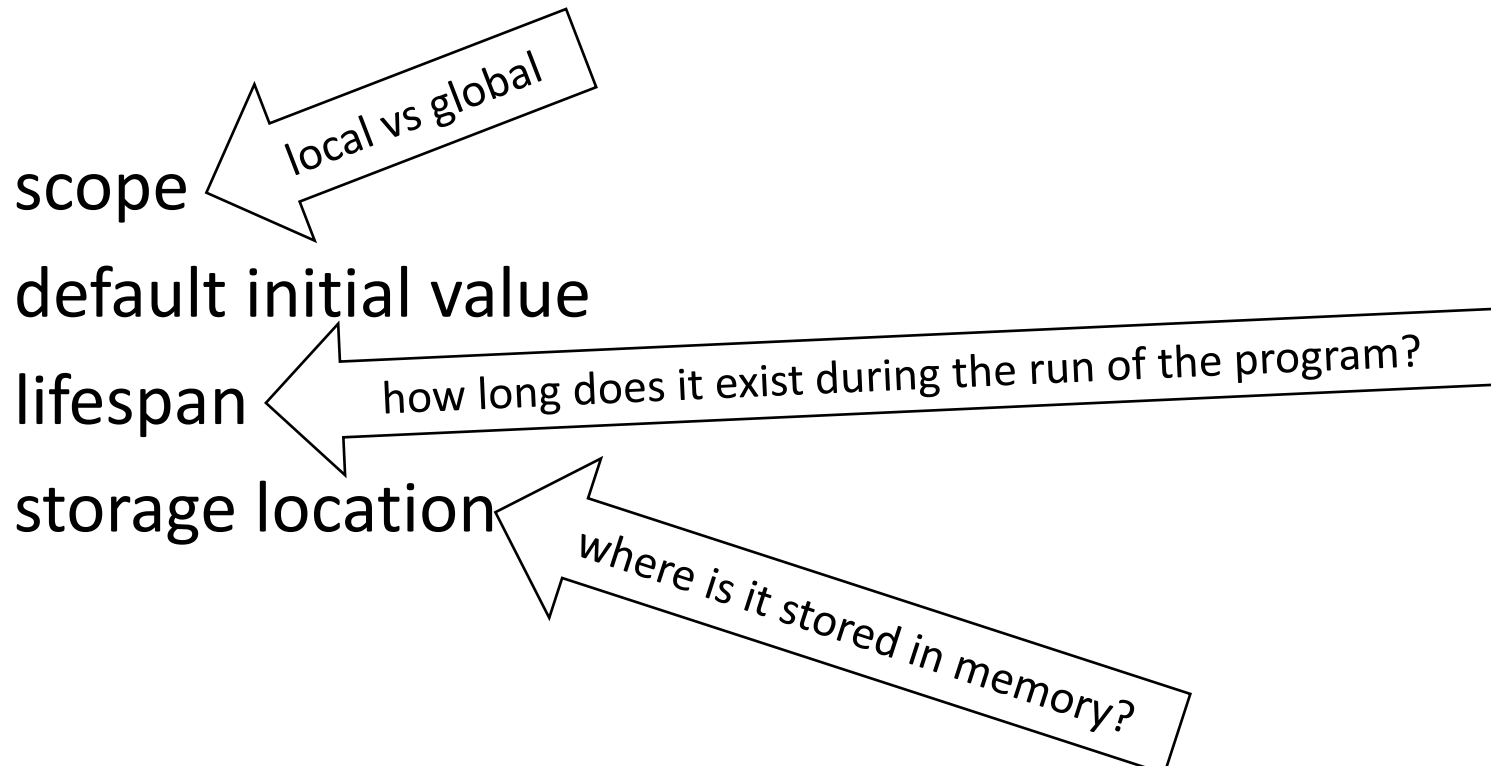 local vs global
scope
default initial value
how long does it exist during the run of the program?
lifespan
storage location
where is it stored in memory?